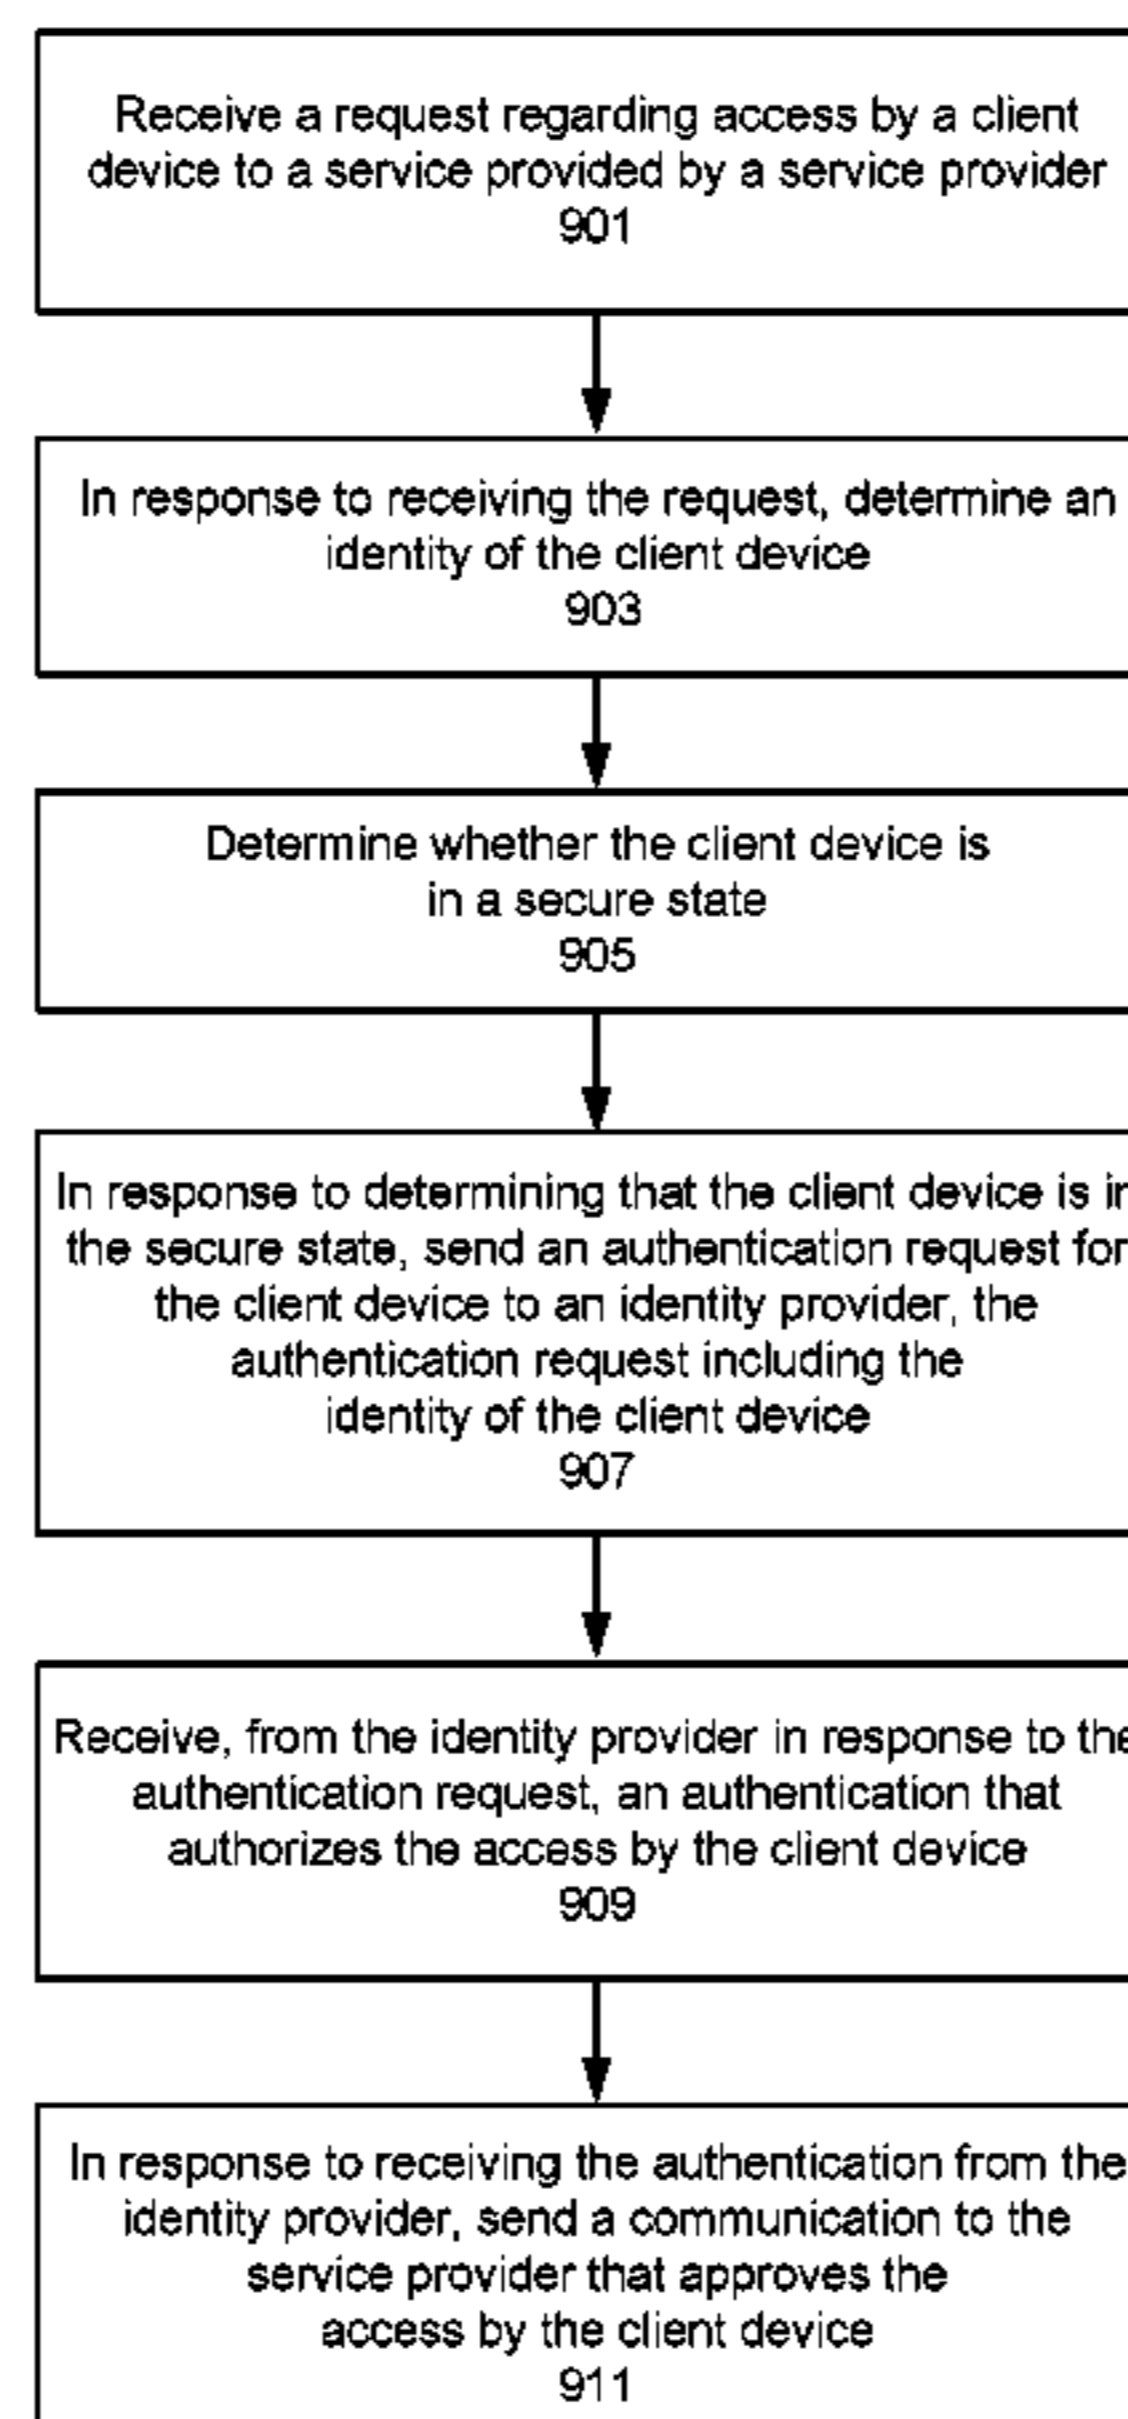 Receive a request regarding access by a client
device to a service provided by a service provider
901
In response to receiving the request, determine an
identity of the client device
903
Determine whether the client device is
in a secure state
905
In response to determining that the client device is in
the secure state, send an authentication request for
the client device to an identity provider, the
authentication request including the
identity of the client device
907
Receive, from the identity provider in response to the
authentication request, an authentication that
authorizes the access by the client device
909
In response to receiving the authentication from the
identity provider, send a communication to the
service provider that approves the
access by the client device
911